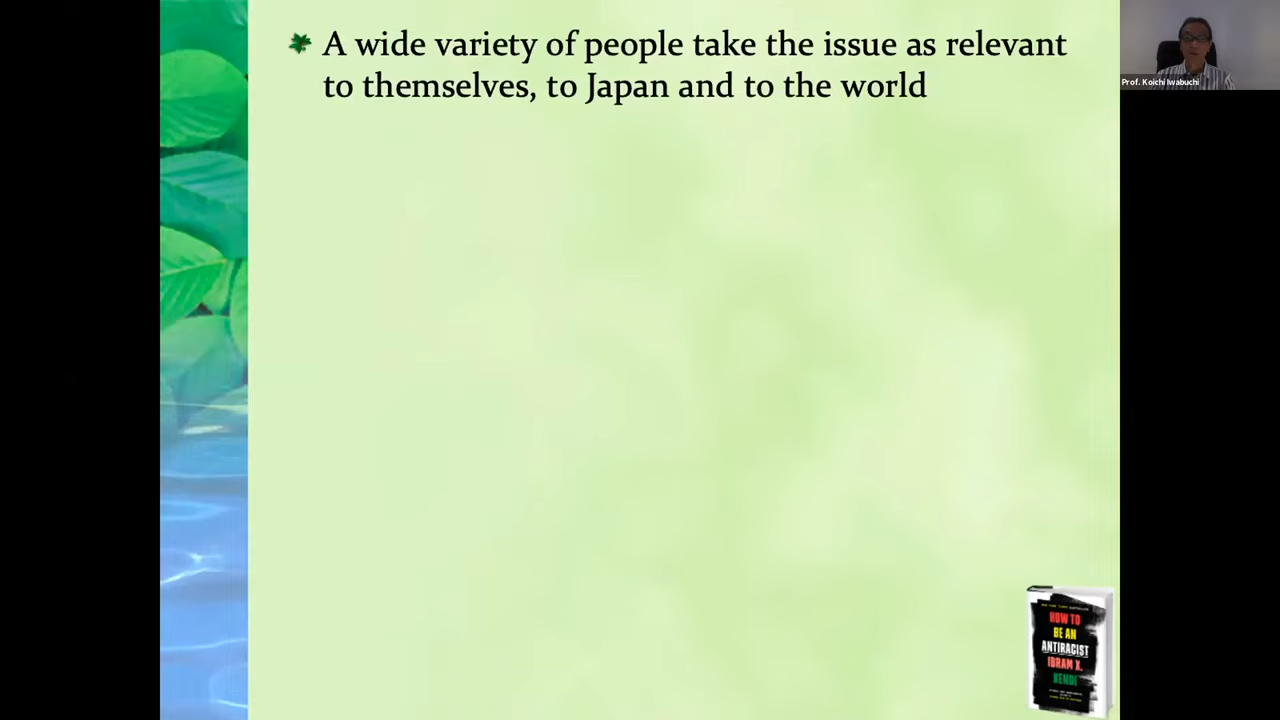 A wide variety of people take the issue as relevant
to themselves, to Japan and to the world
Prof. Koichi Iwabuchi
HOW TO
BE AN
ANTIRACIST
IBRAM X.
KENDI